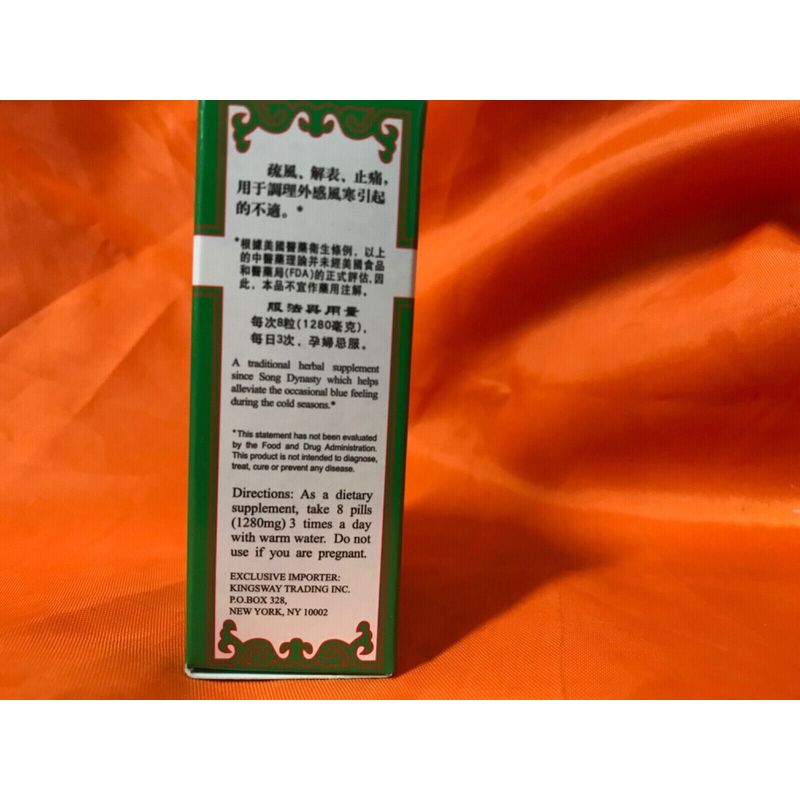 疏風、解表、止痛，
用于調理外感風寒引起
的不適。*
*根據美國醫藥衛生條例，以上
的中醫藥理論并未經美國食品
和醫藥局(FDA)的正式評估,因
此，本品不宜作藥用注解。
服法與用量
每次8粒(1280毫克)，
每日3次、孕婦忌服。
A traditional herbal supplement
since Song Dynasty which helps
alleviate the occasional blue feeling
during the cold seasons.*
*This statement has not been evaluated
by the Food and Drug Administration.
This product is not intended to diagnose,
treat, cure or prevent any disease.
Directions: As a dietary
supplement, take 8 pills
(1280mg) 3 times a day
with warm water. Do not
use if you are pregnant.
EXCLUSIVE IMPORTER:
KINGSWAY TRADING INC.
P.O.BOX 328,
NEW YORK, NY 10002